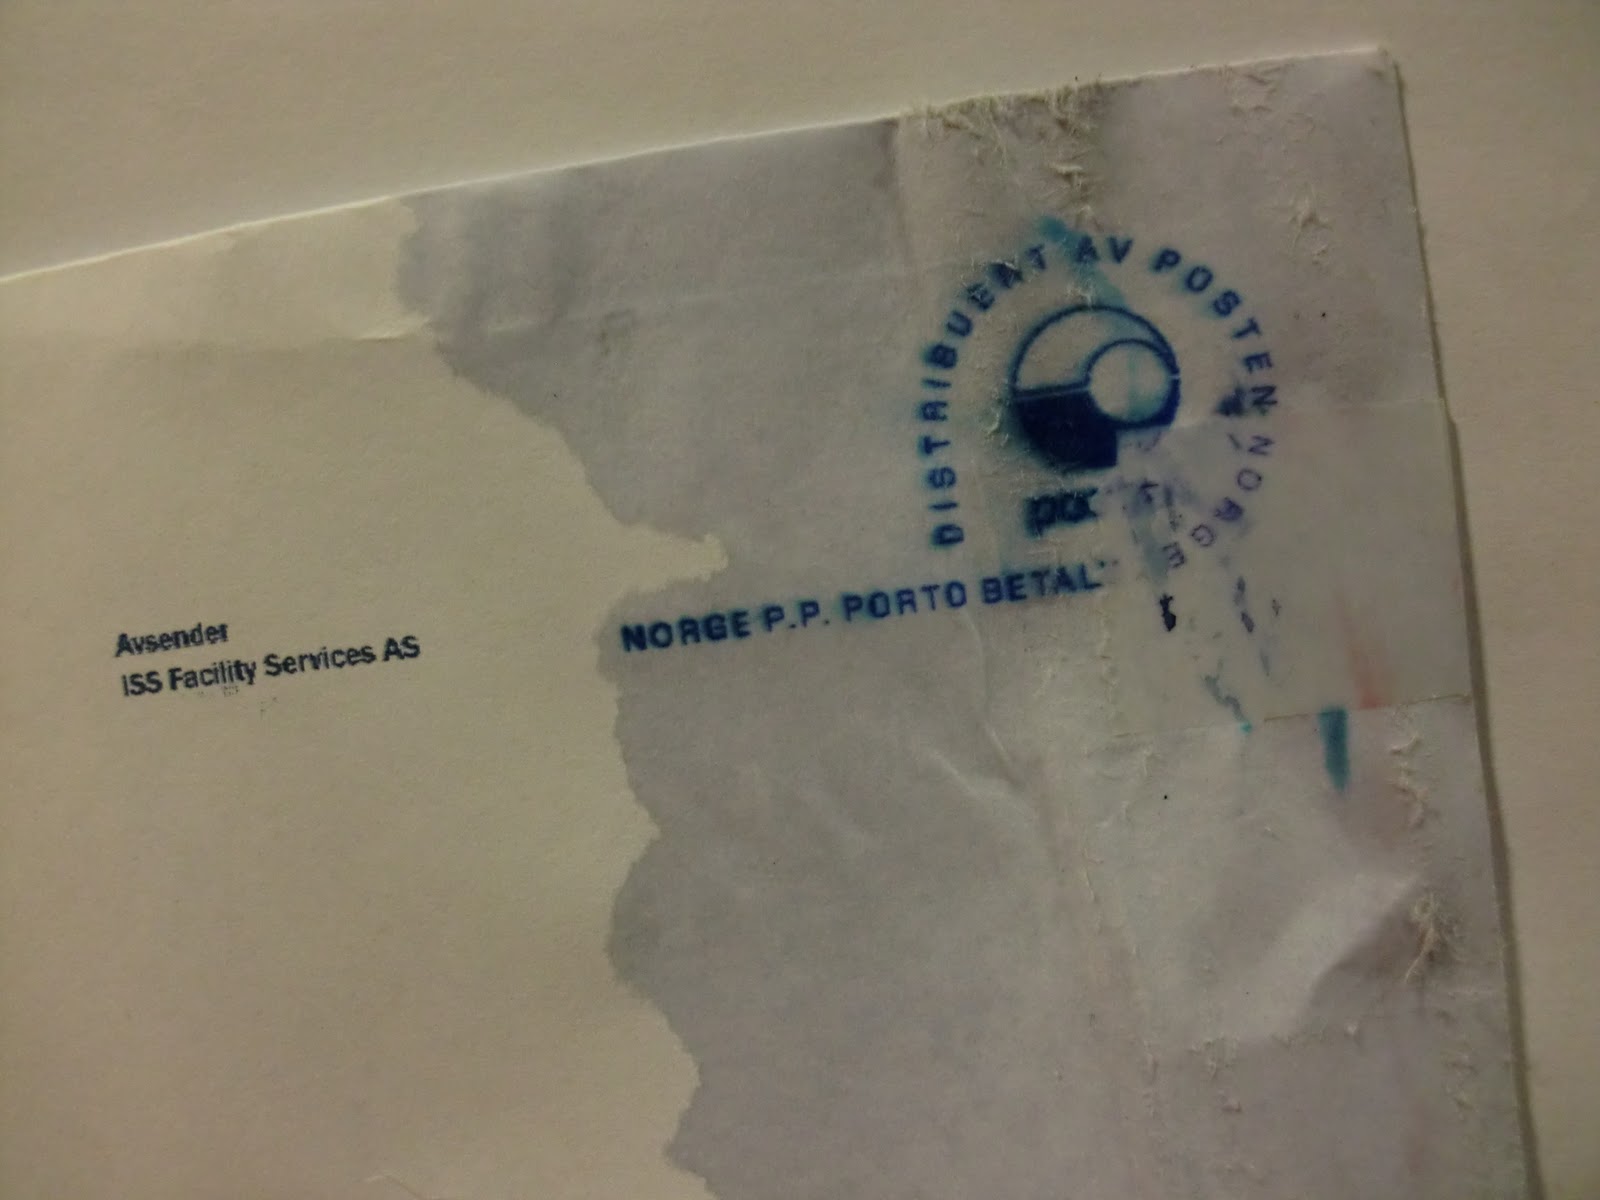 DISTRIBUERT AV POSTEN NORGE
NORGE P.P. PORTO BETAL
Avsender
ISS Facility Services AS